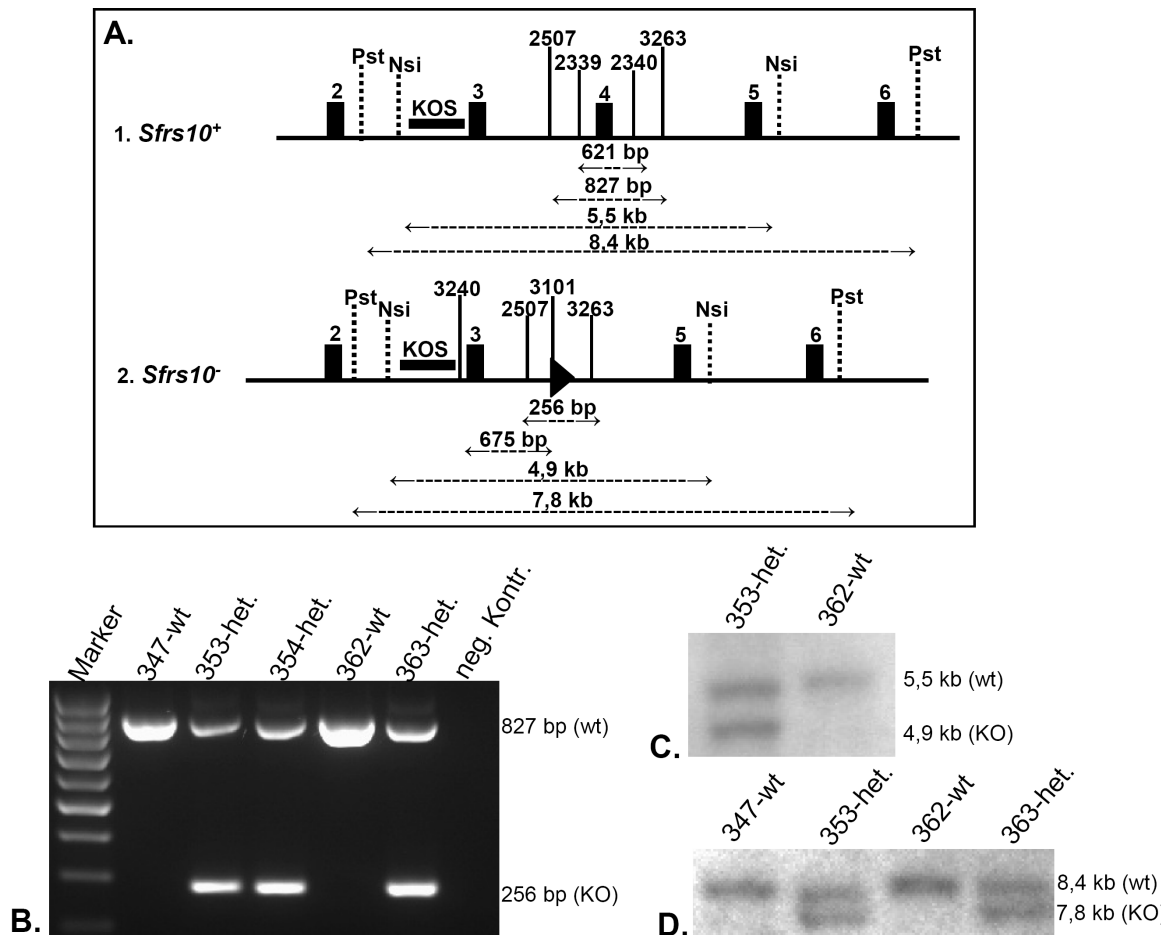 A.
2507 3263
Pst Nsi 2339 2340 Nsi Pst
2 KOS 3 4 5 6
1. Sfrs10+
621 bp
827 bp
5,5 kb
8,4 kb
Pst Nsi 3240 2507 3101 3263 Nsi Pst
2 KOS 3 5 6
2. Sfrs10-
256 bp
675 bp
4,9 kb
7,8 kb
Marker 347-wt 353-het. 354-het. 362-wt 363-het. neg. Kontr.
827 bp (wt)
256 bp (KO)
B.
353-het. 362-wt
5,5 kb (wt)
4,9 kb (KO)
C.
347-wt 353-het. 362-wt 363-het.
8,4 kb (wt)
7,8 kb (KO)
D.